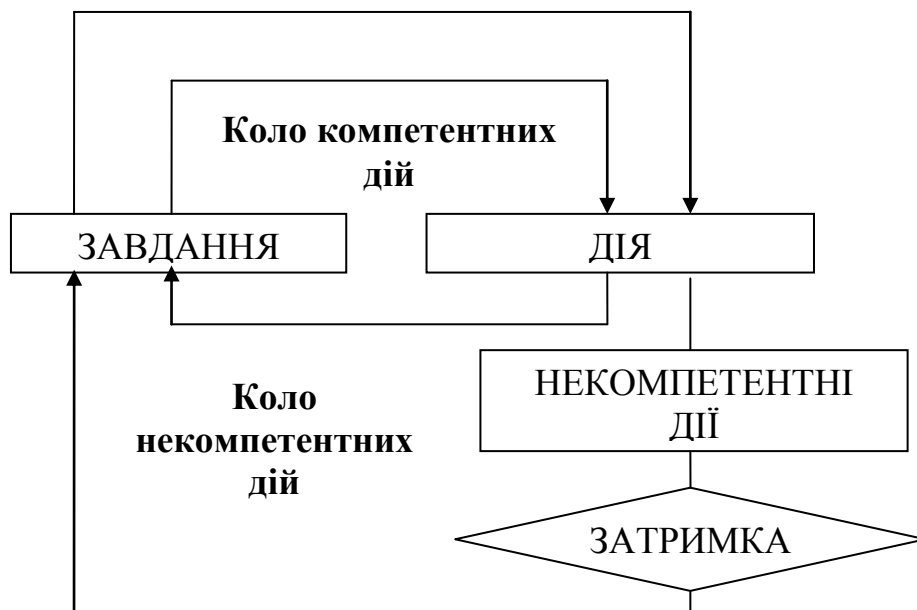 Коло компетентних
дій
ЗАВДАННЯ
ДІЯ
НЕКОМПЕТЕНТНІ
ДІЇ
Коло
некомпетентних
дій
ЗАТРИМКА